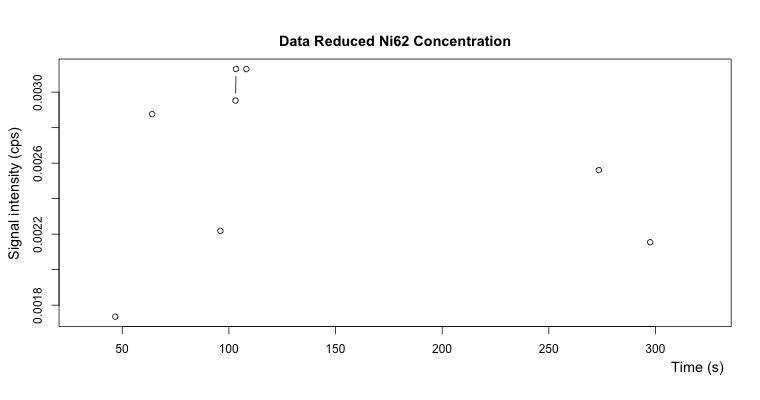 Data Reduced Ni62 Concentration
Signal intensity (cps)
0.0030
0.0026
0.0022
0.0018
50 100 150 200 250 300
Time (s)